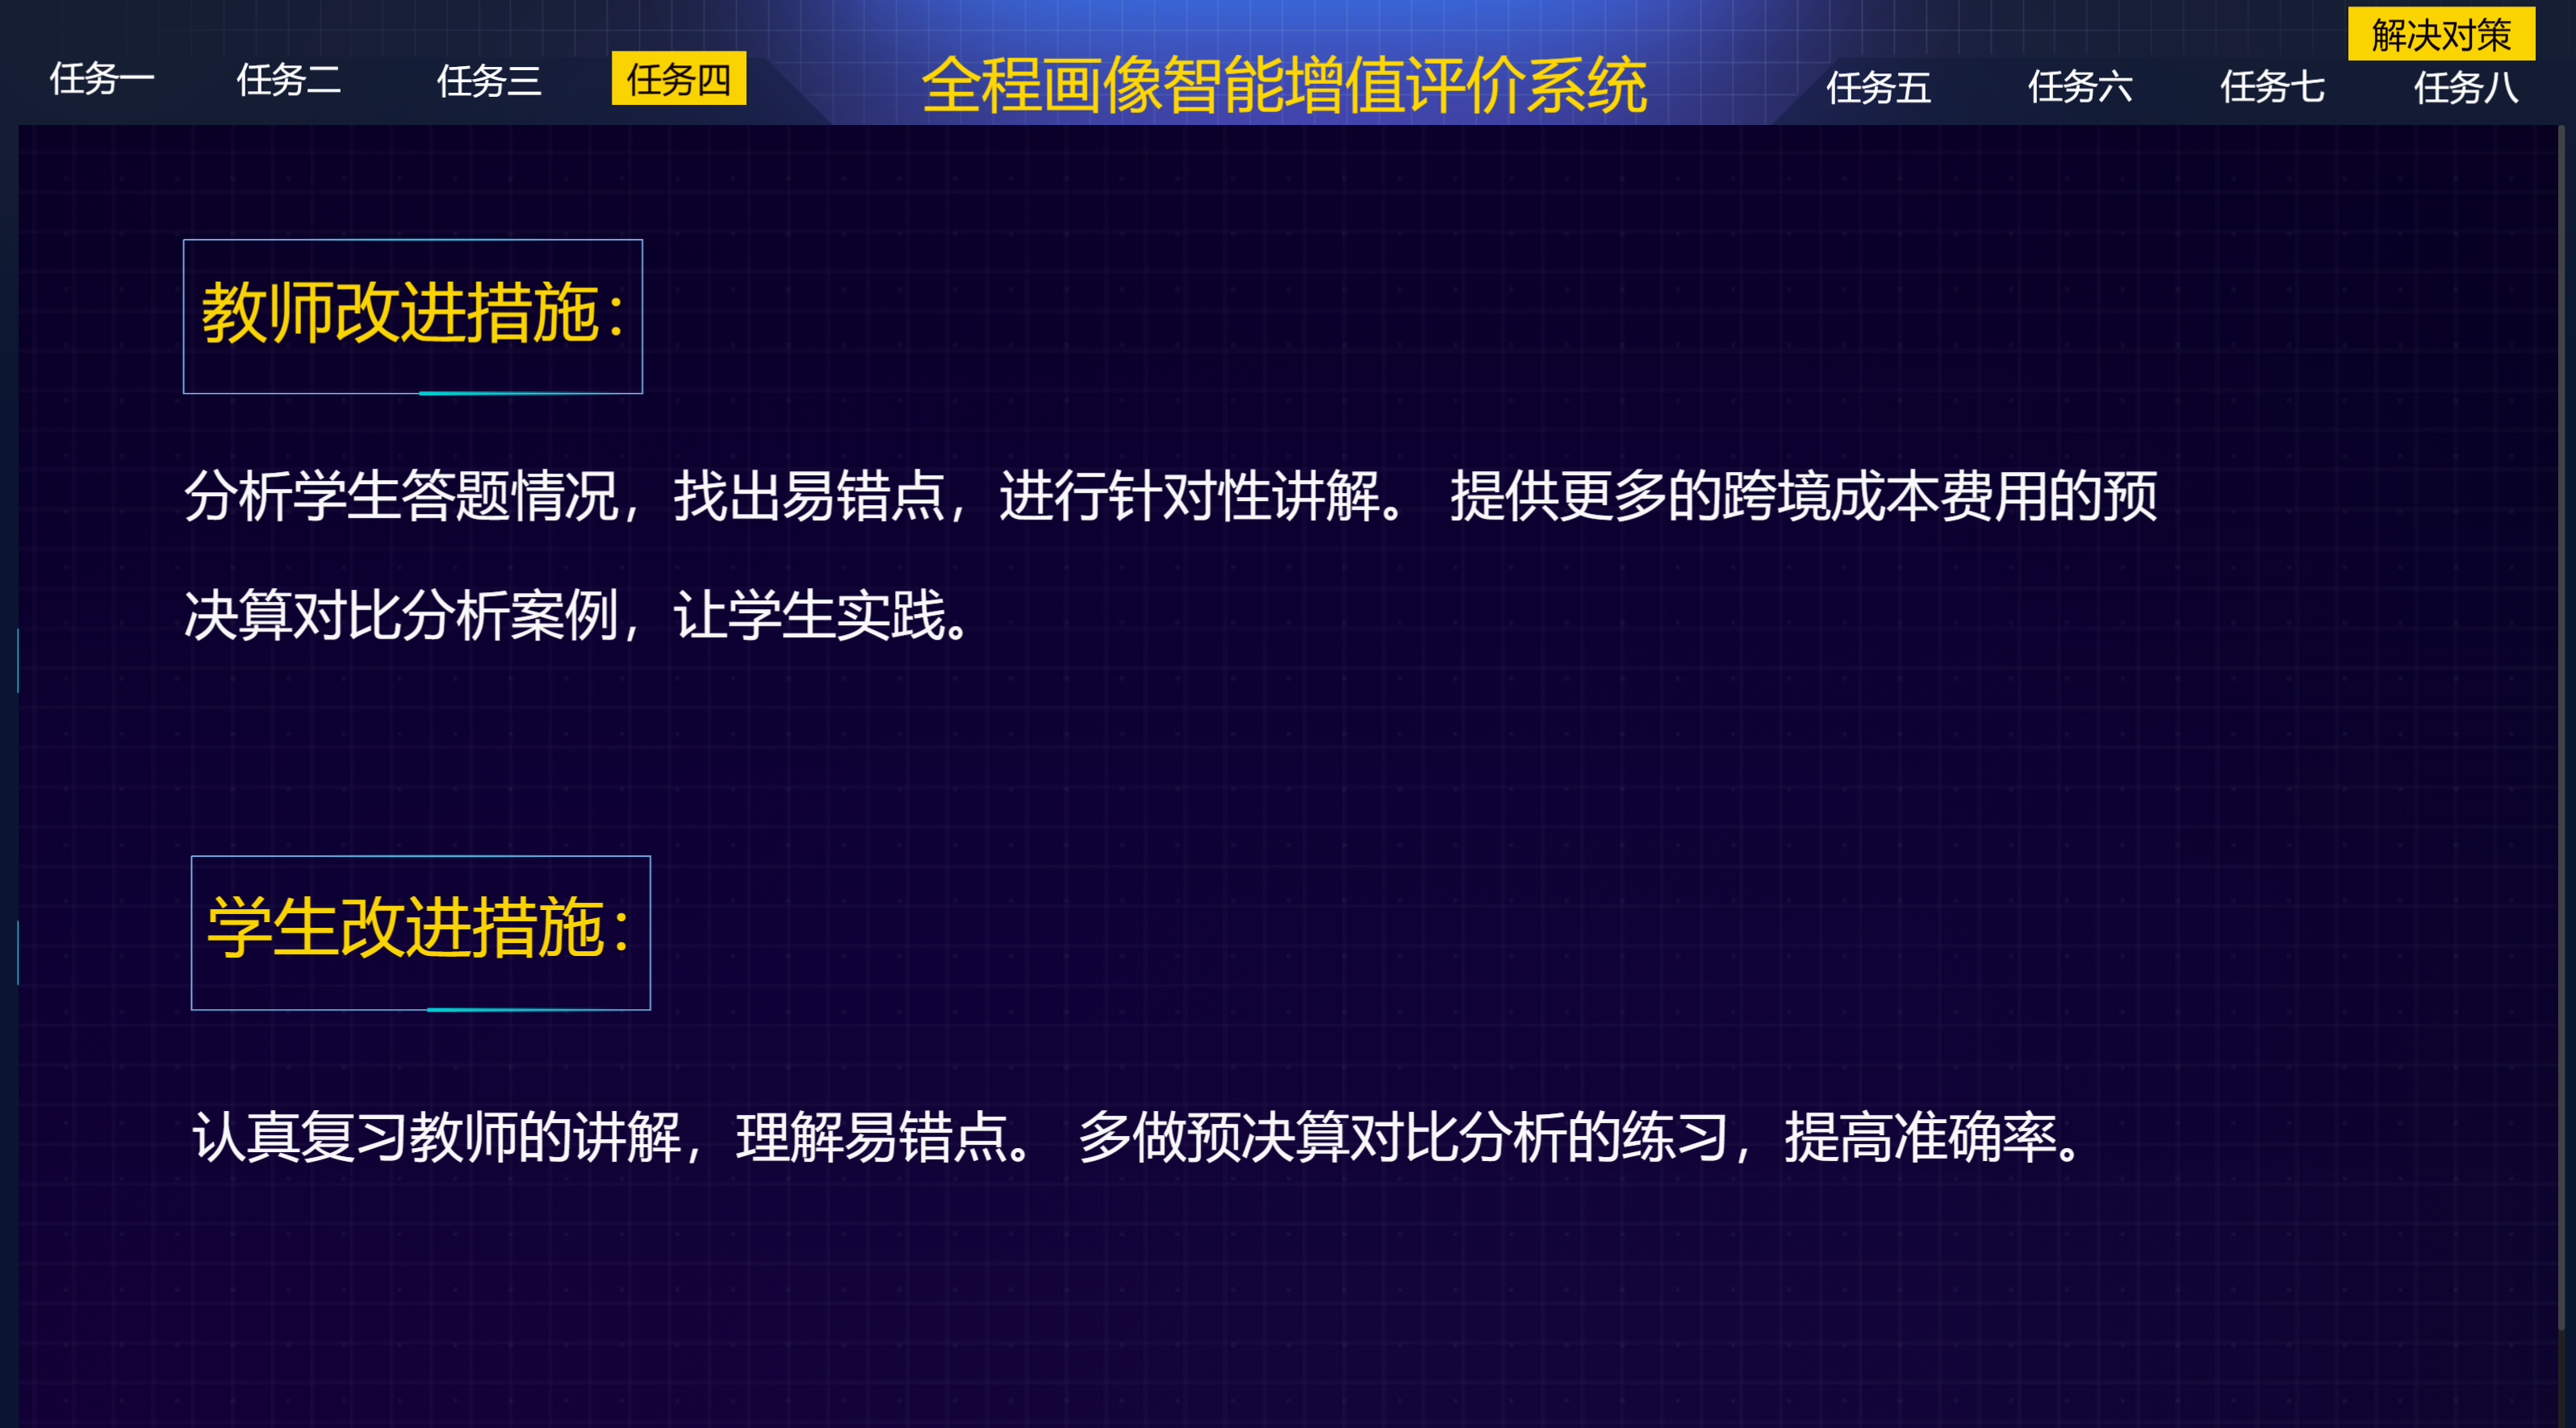 解决对策
任务一 任务二 任务三 任务四 全程画像智能增值评价系统 任务五 任务六 任务七 任务八
教师改进措施：
分析学生答题情况，找出易错点，进行针对性讲解。 提供更多的跨境成本费用的预
决算对比分析案例，让学生实践。
学生改进措施：
认真复习教师的讲解，理解易错点。 多做预决算对比分析的练习，提高准确率。